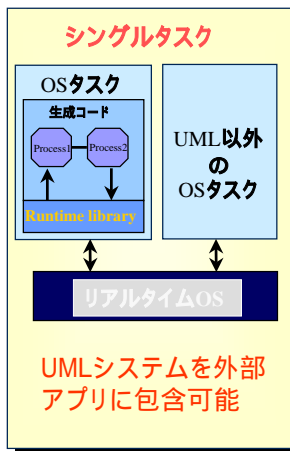 シングルタスク
OSタスク
生成コード
Process1
Process2
Runtime library
UML以外
の
OSタスク
リアルタイムOS
UMLシステムを外部
アプリに包含可能